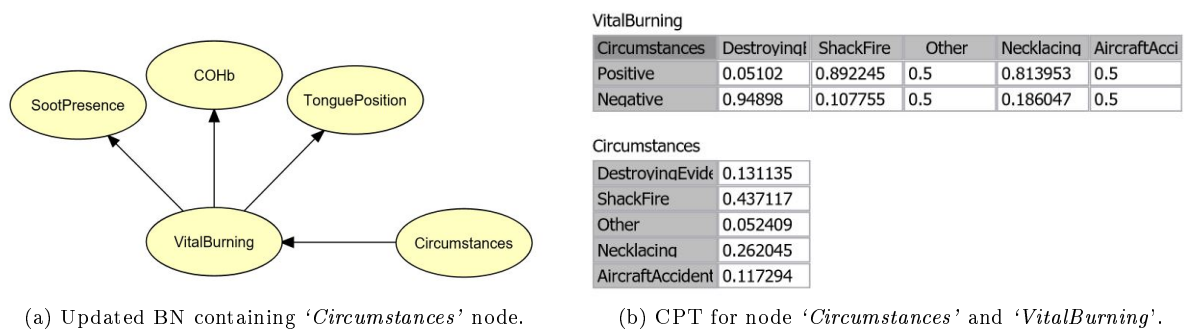 COHb
SootPresence
TonguePosition
VitalBurning
Circumstances
(a) Updated BN containing ‘Circumstances’ node.
VitalBurning
Circumstances DestroyingE ShackFire Other Necklacing AircraftAcci
Positive 0.05102 0.892245 0.5 0.813953 0.5
Negative 0.94898 0.107755 0.5 0.186047 0.5
Circumstances
DestroyingEvide 0.131135
ShackFire 0.437117
Other 0.052409
Necklacing 0.262045
AircraftAccident 0.117294
(b) CPT for node ‘Circumstances’ and ‘VitalBurning’.